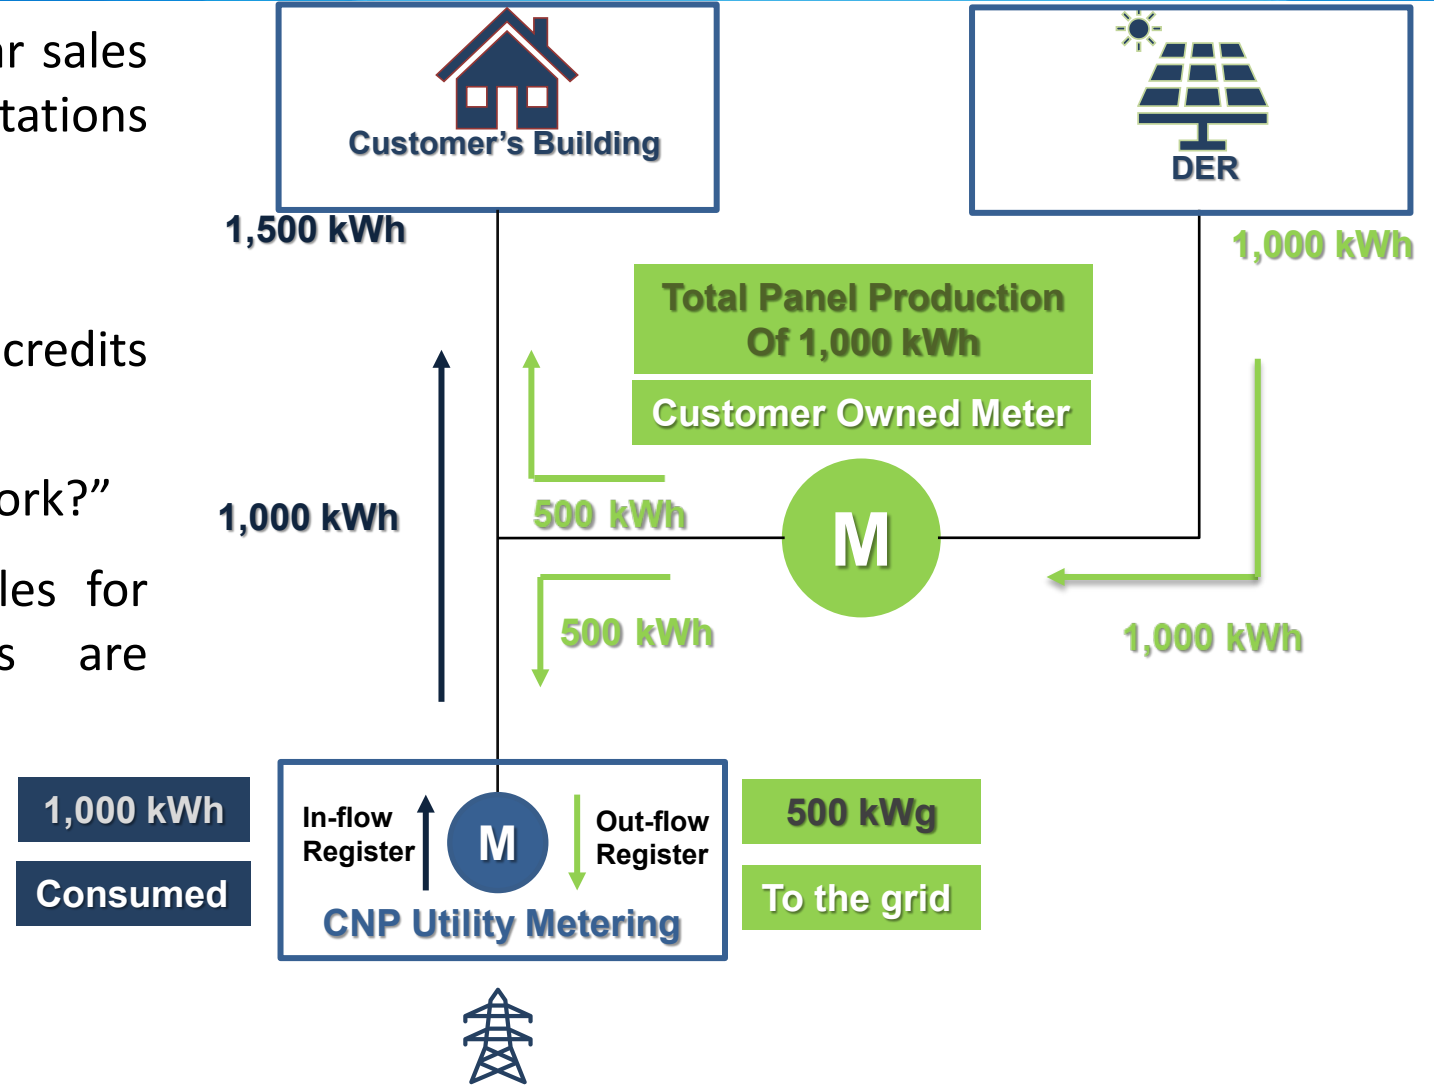 ar sales
tations
credits
ork?"
les for
s are
Customer's Building
DER
1,500 kWh
1,000 kWh
Total Panel Production
Of 1,000 kWh
Customer Owned Meter
1,000 kWh
500 kWh
M
500 kWh
1,000 kWh
1,000 kWh
Consumed
In-flow
Register
M
Out-flow
Register
CNP Utility Metering
500 kWg
To the grid